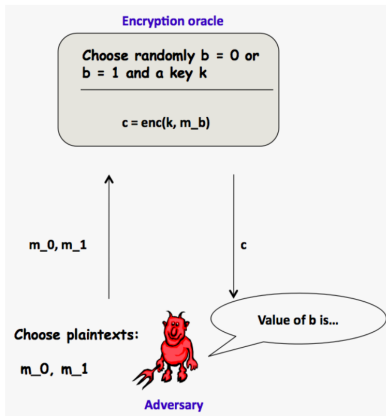 Encryption oracle
Choose randomly b = 0 or
b = 1 and a key k
c = enc(k, m_b)
m_0, m_1
c
Value of b is...
Choose plaintexts:
m_0, m_1
Adversary